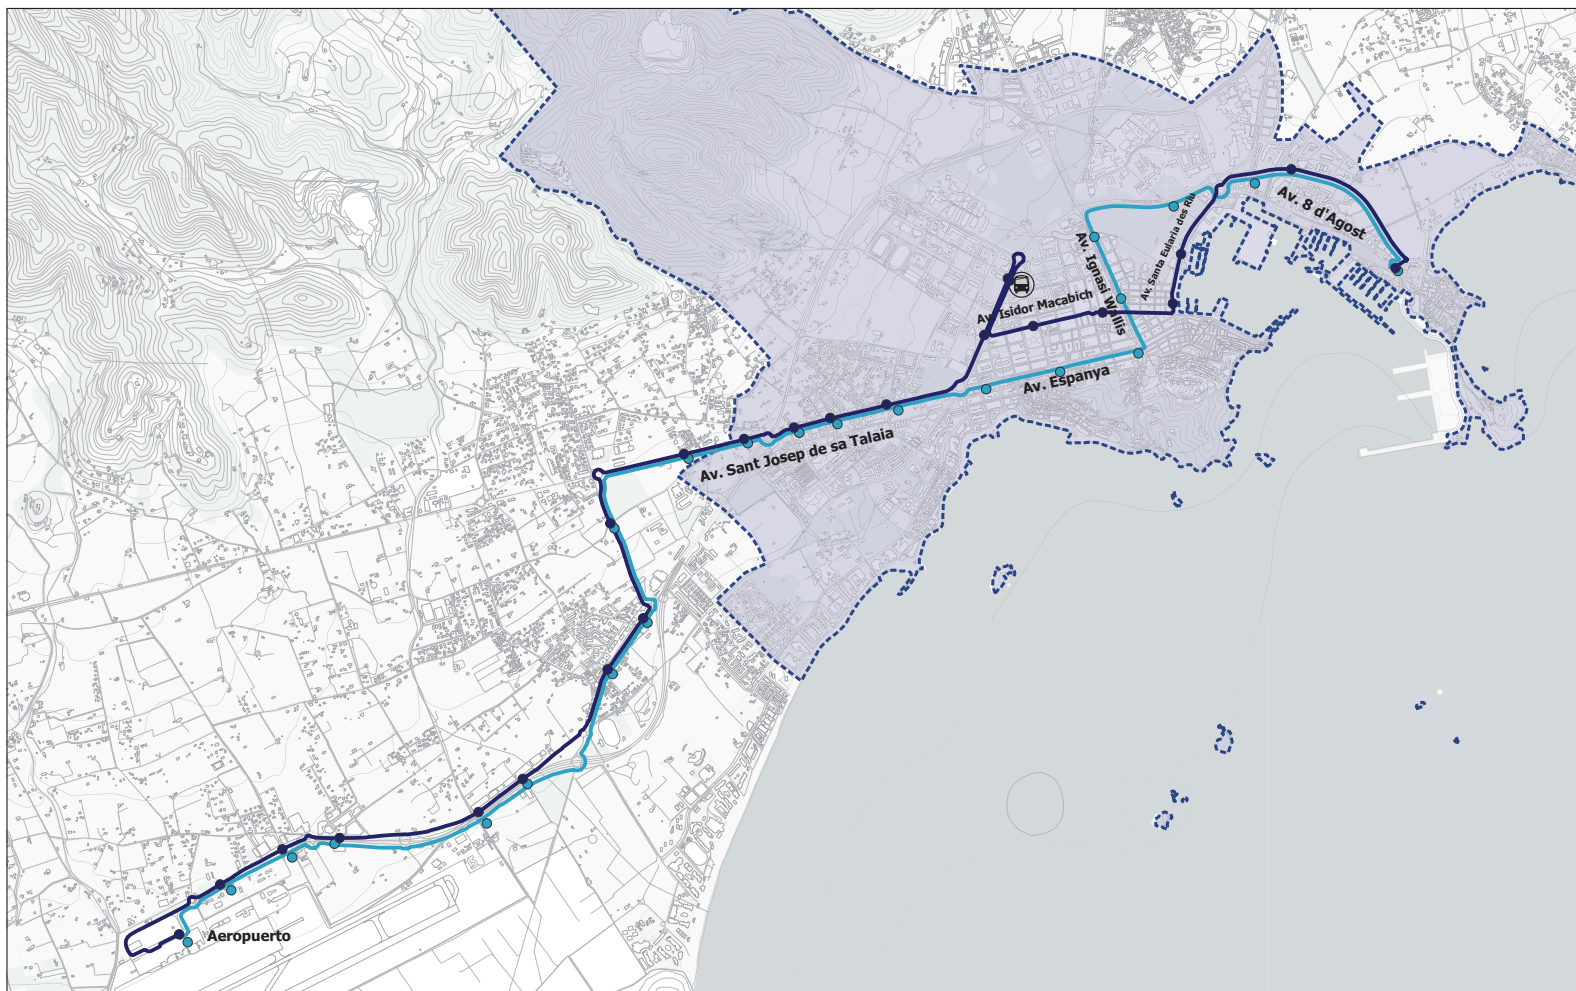 Av. 8 d'Agost
Av. Santa Eularia des Riu
Av. Ignasi Wallis
Av. Isidor Macabich
Av. Espanya
Av. Sant Josep de sa Talaia
Aeropuerto